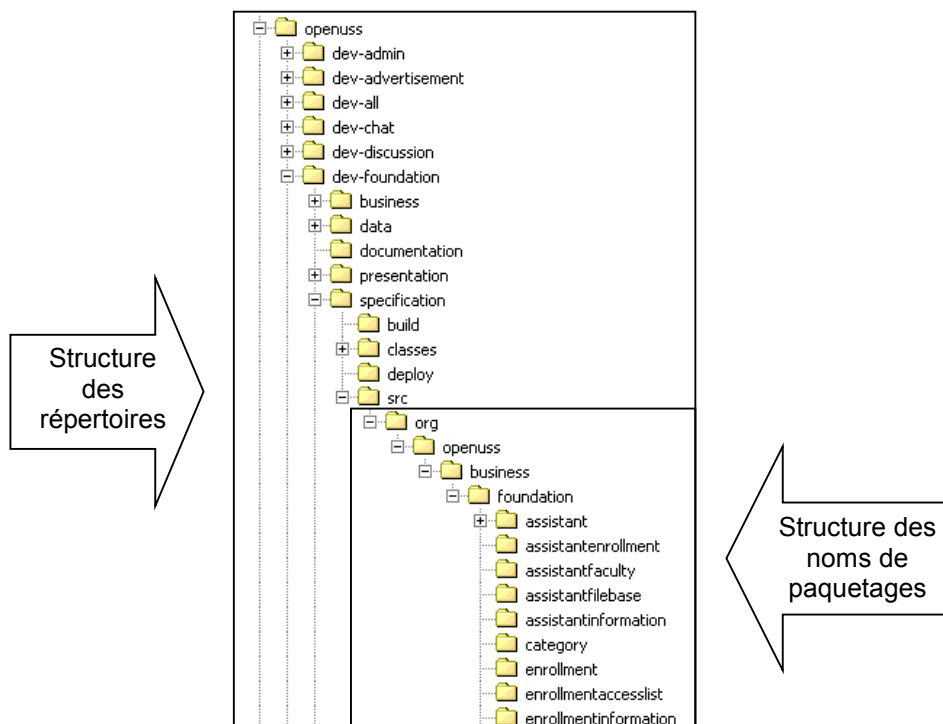 openuss
dev-admin
dev-advertisement
dev-all
dev-chat
dev-discussion
dev-foundation
business
data
documentation
presentation
specification
build
classes
deploy
src
org
openuss
business
foundation
assistant
assistantenrollment
assistantfaculty
assistantfilebase
assistantinformation
category
enrollment
enrollmentaccesslist
enrollmentinformation
Structure
des
répertoires
Structure des
noms de
paquetages